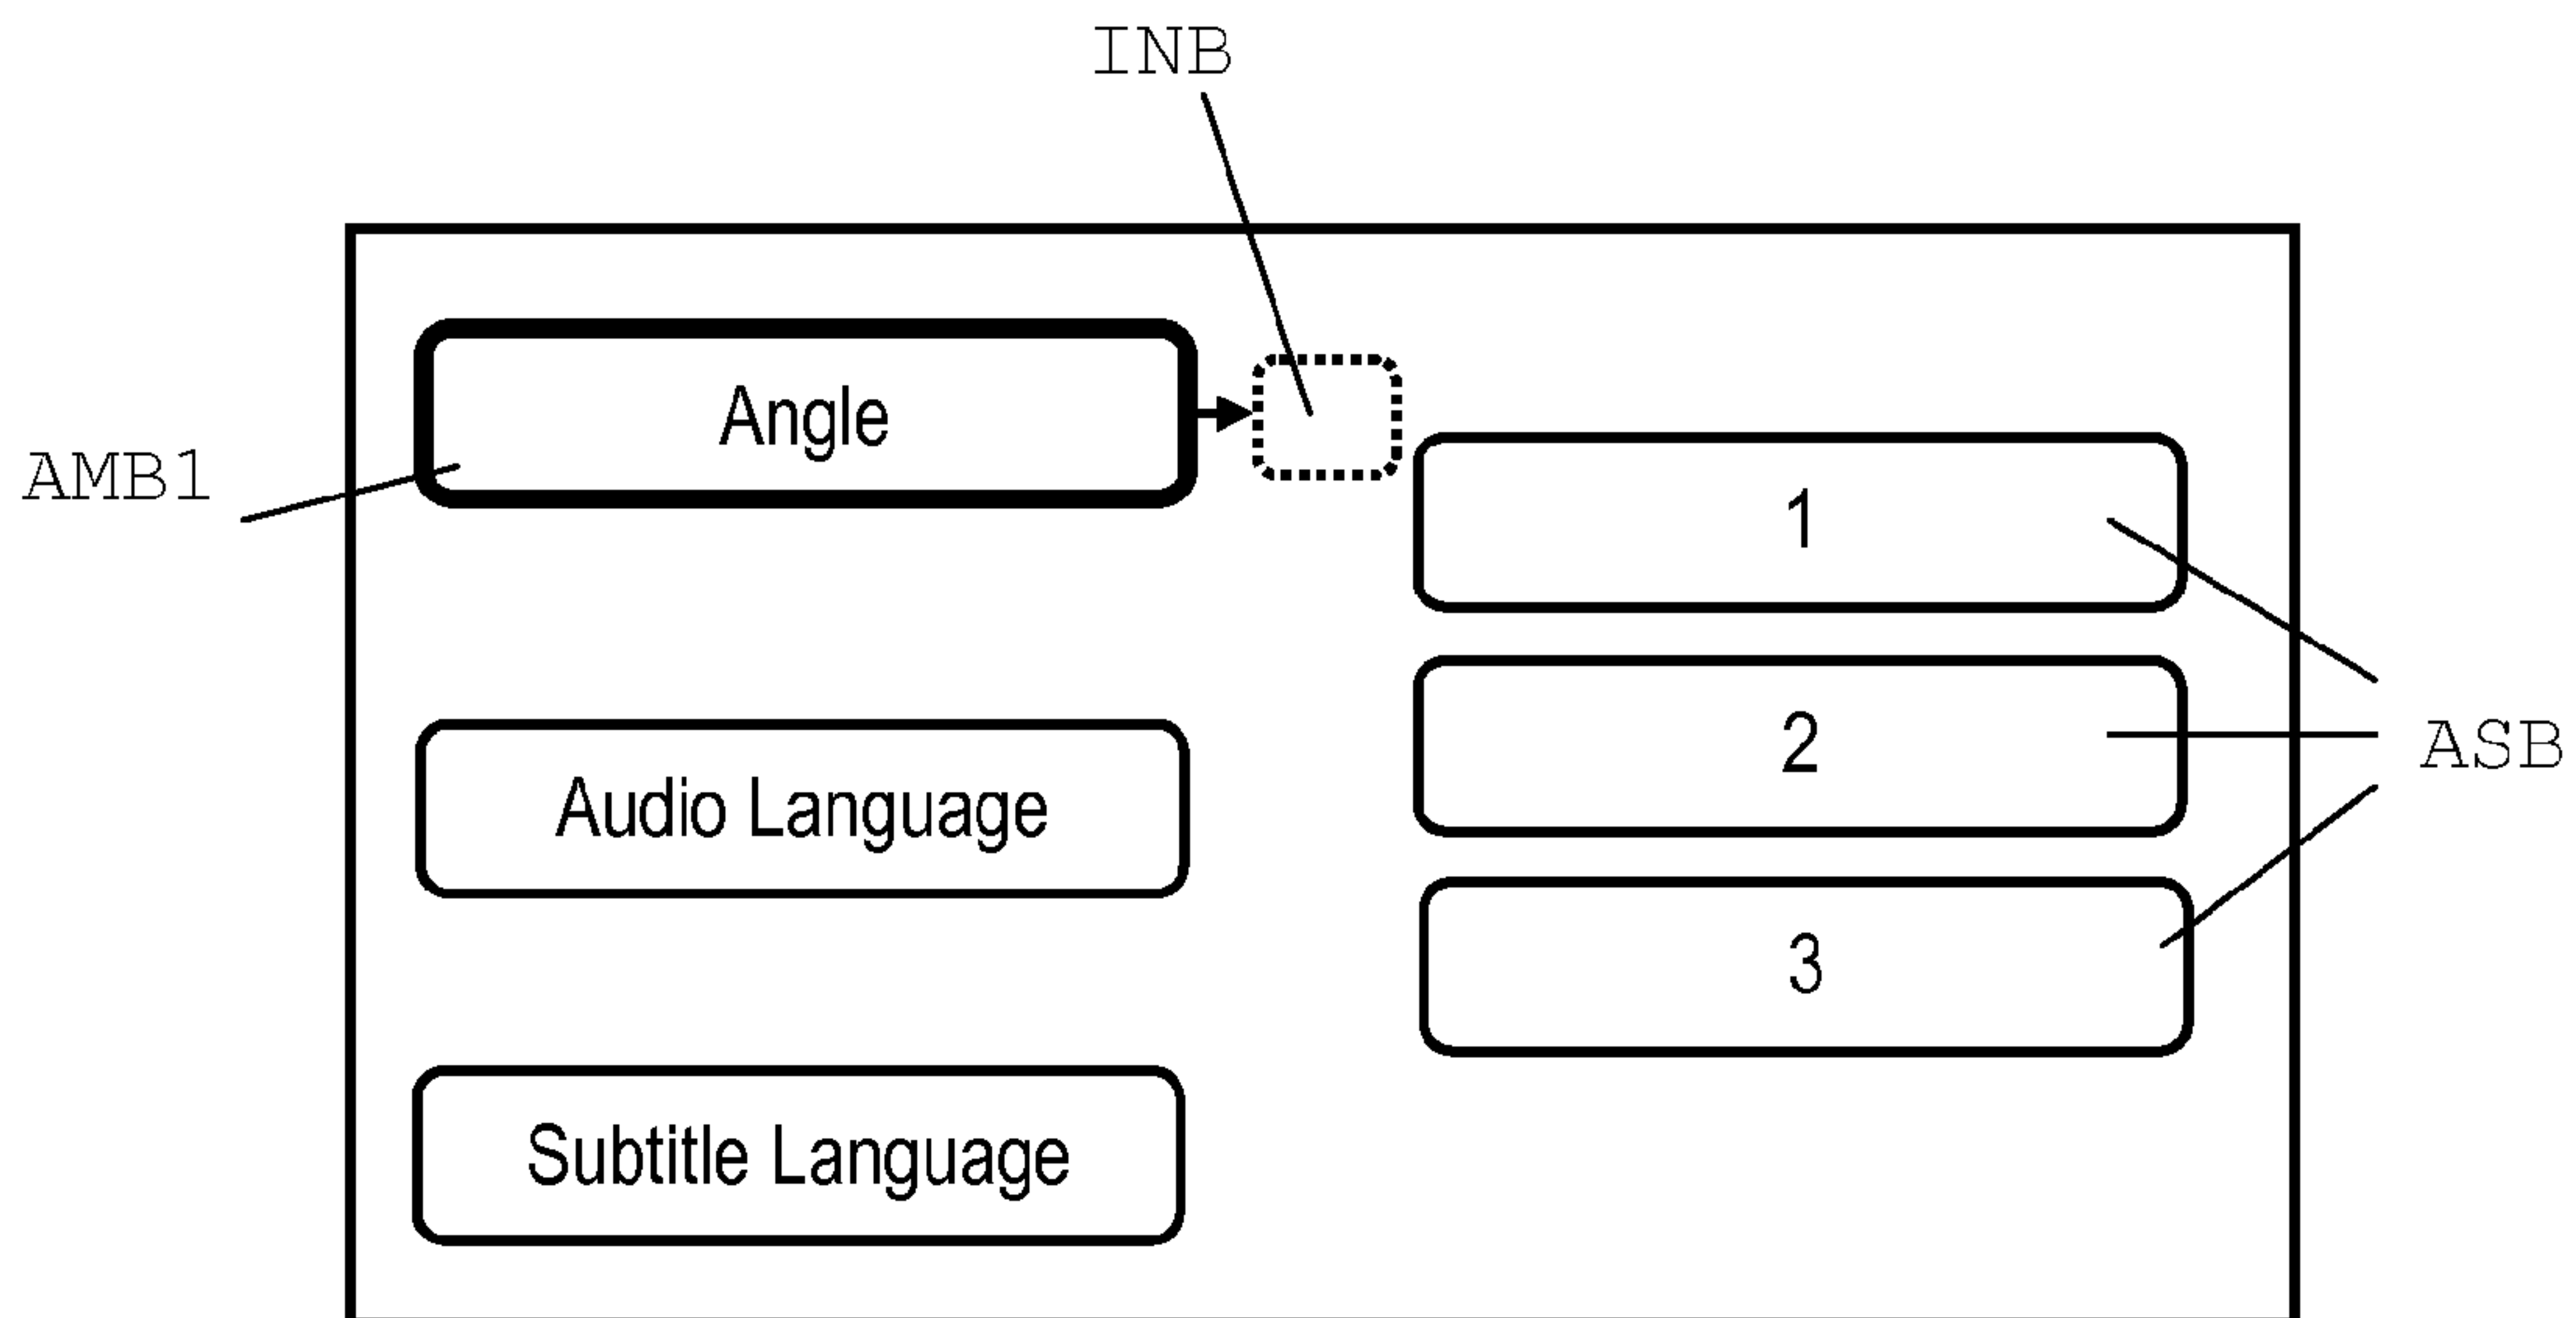 INB
Angle
AMB1
1
2
ASB
Audio Language
3
Subtitle Language